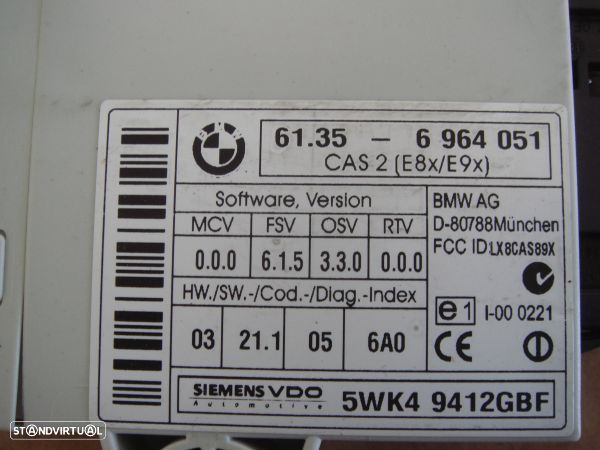 BMW
61.35 - 6 964 051
CAS 2 (E8x/E9x)
Software, Version
MCV FSV OSV RTV
0.0.0 6.1.5 3.3.0 0.0.0
HW./SW.-/Cod.-/Diag.-Index
03 21.1 05 6A0
BMW AG
D-80788München
FCC ID:LX8CAS89X
e1 I-00 0221
CE
SIEMENS VDO
Automotive
5WK4 9412GBF
STANDVIRTUAL